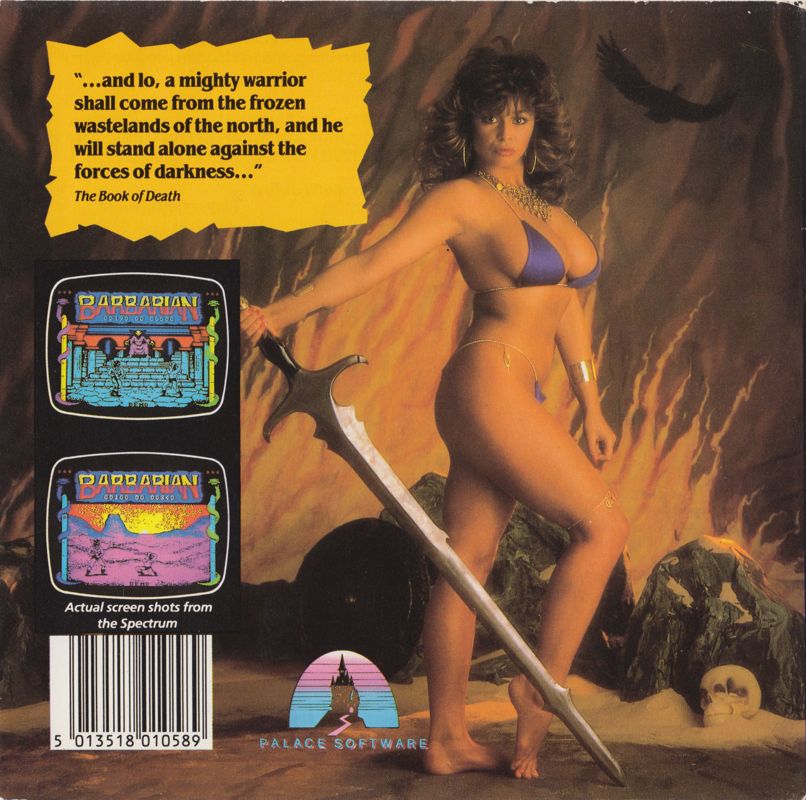 “...and lo, a mighty warrior
shall come from the frozen
wastelands of the north, and he
will stand alone against the
forces of darkness...”
The Book of Death
BARBARIAN
DEMO
BARBARIAN
DEMO
Actual screen shots from
the Spectrum
5 013518 010589
PALACE SOFTWARE